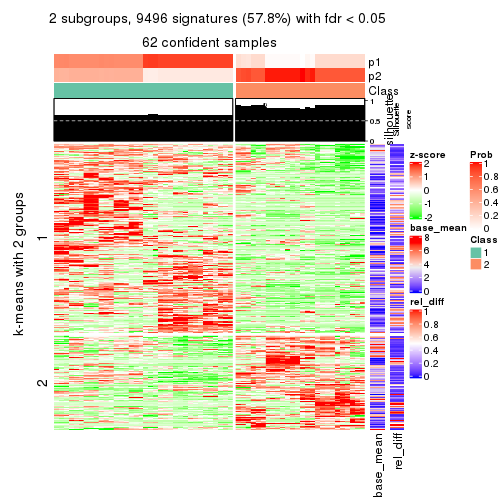 2 subgroups, 9496 signatures (57.8%) with fdr < 0.05
62 confident samples
p1
p2
Class
silhouette
Silhouette
score
1
0.5
0
k-means with 2 groups
1
2
base_mean
rel_diff
z-score
2
1
0
-1
-2
base_mean
8
6
4
2
0
rel_diff
1
0.8
0.6
0.4
0.2
0
Prob
1
0.8
0.6
0.4
0.2
0
Class
1
2